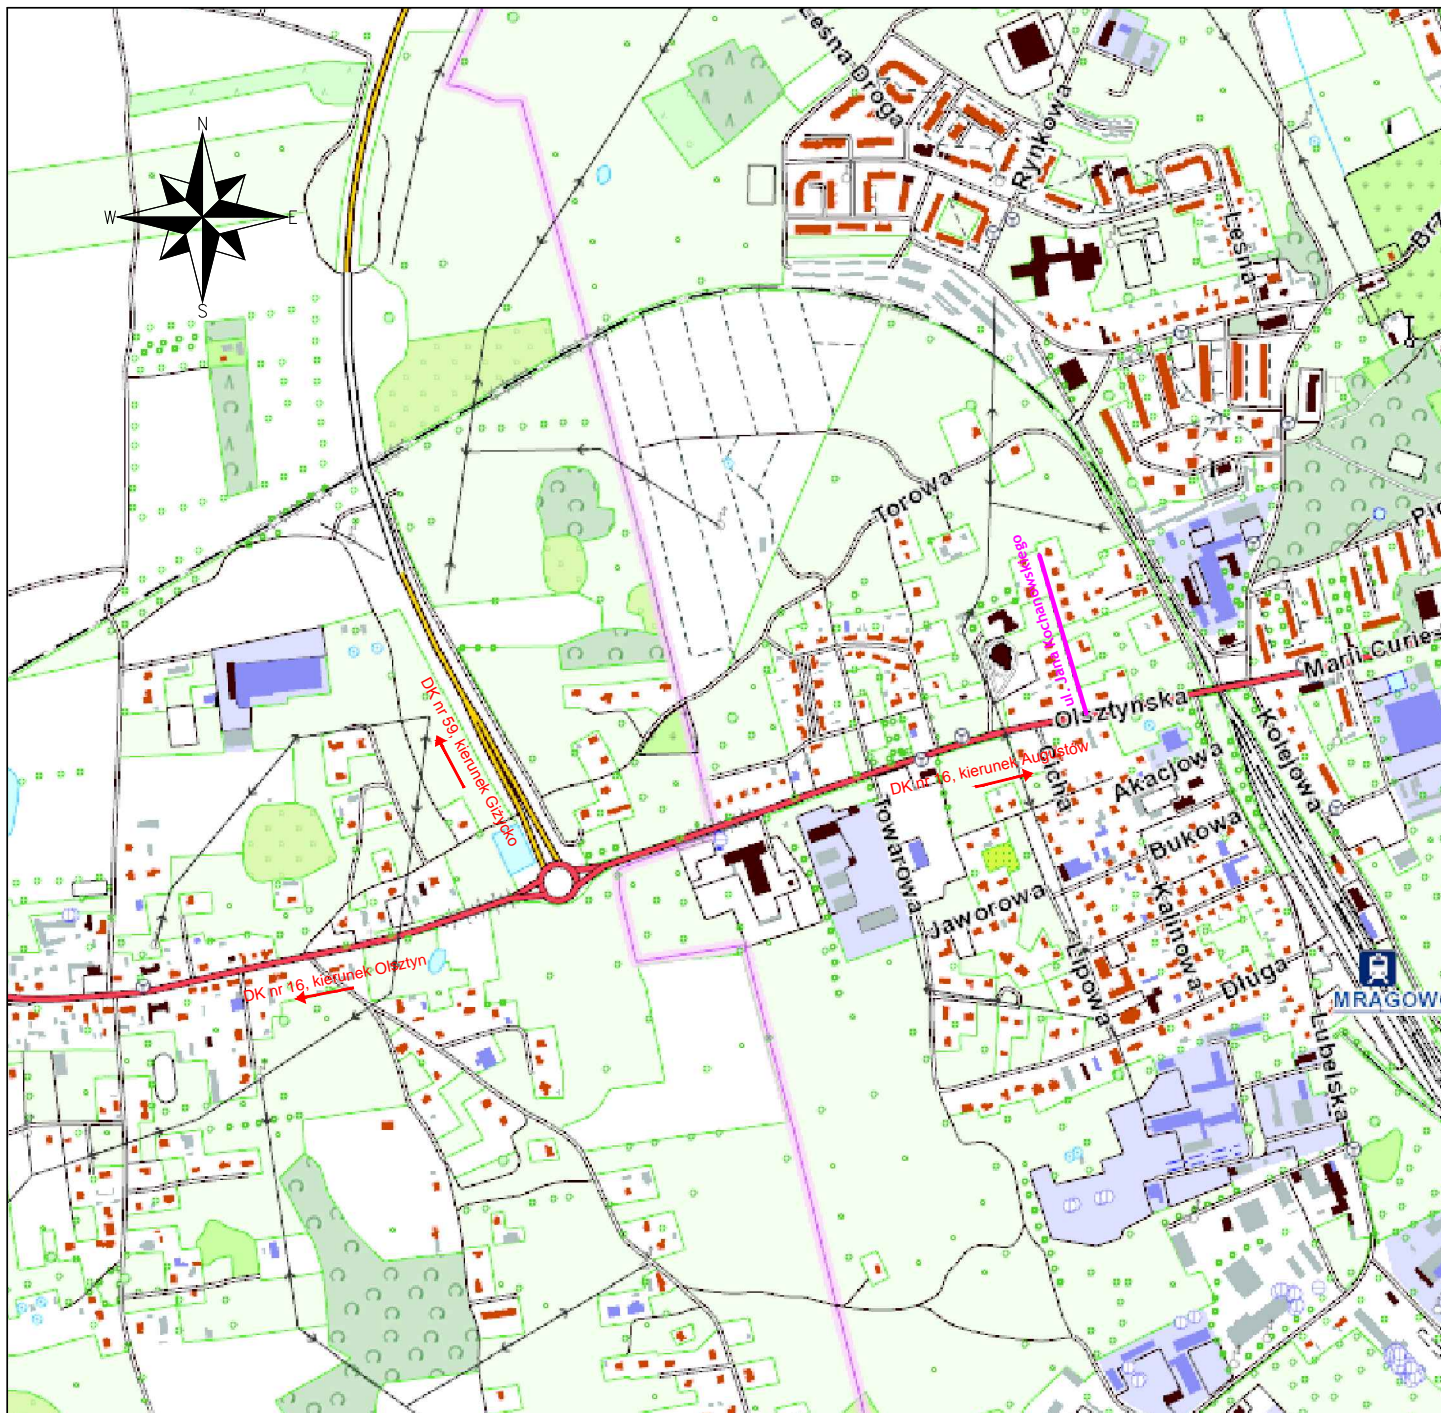 Leśna Droga
Rynkowa
N
W
E
S
Leśna
Torowa
ul. Jana Kochanowskiego
Marii Curie-
Olsztyńska
Kolejowa
DK nr 59, kierunek Giżycko
DK nr 16, kierunek Augustów
Cicha
Akacjowa
Towarowa
Bukowa
Jaworowa
Kalinowa
Lipowa
Długa
DK nr 16, kierunek Olsztyn
MRĄGOWO
Lubelska